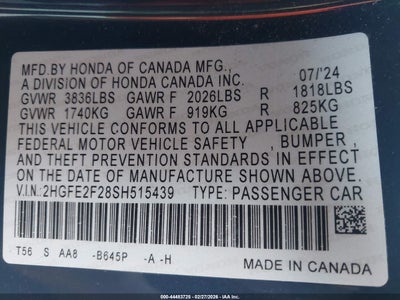 MFD.BY HONDA OF CANADA MFG.,
A DIVISION OF HONDA CANADA INC. 07/'24
GVWR 3836LBS GAWR F 2026LBS R 1818LBS
GVWR 1740KG GAWR F 919KG R 825KG
THIS VEHICLE CONFORMS TO ALL APPLICABLE
FEDERAL MOTOR VEHICLE SAFETY , BUMPER ,
AND THEFT PREVENTION STANDARDS IN EFFECT
ON THE DATE OF MANUFACTURE SHOWN ABOVE.
V.I.N: 2HGFE2F28SH515439 TYPE: PASSENGER CAR
T56 S AA8 -B645P -A -H
MADE IN CANADA
© 44483728 - 02/27/2026 - IAA, Inc.